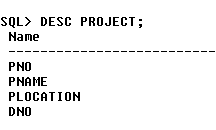 SQL> DESC PROJECT;
Name
----------------------------
PNO
PNAME
PLOCATION
DNO